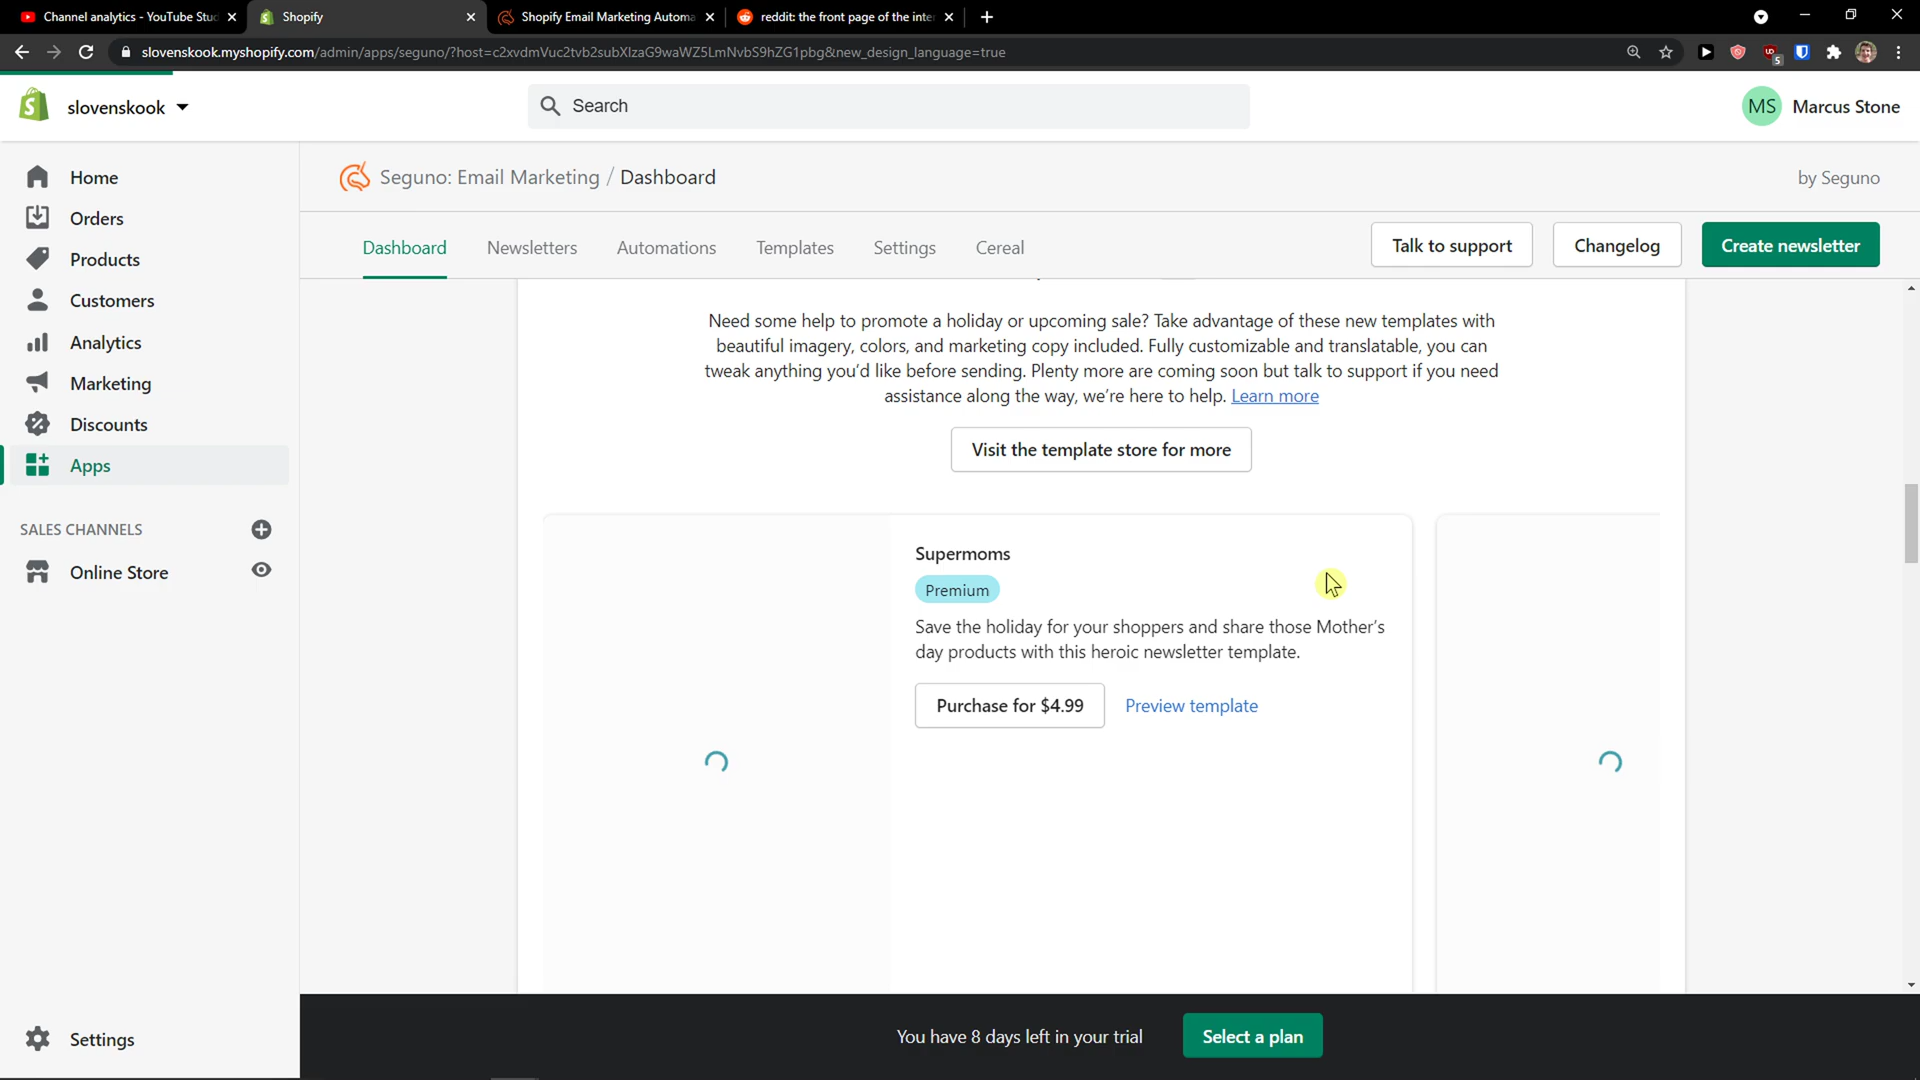 Channel analytics - YouTube Stu
Shopify
Shopify Email Marketing Automa
reddit: the front page of the inte
slovenskook.myshopify.com/admin/apps/seguno/?host=c2xvdmVuc2tvb2subXlzaG9waWZ5LmNvbS9hZG1pbg&new_design_language=true
5
slovenskook
Search
MS Marcus Stone
Home
Orders
Products
Customers
Analytics
Marketing
Discounts
Apps
SALES CHANNELS
Online Store
Settings
Seguno: Email Marketing / Dashboard
by Seguno
Dashboard Newsletters Automations Templates Settings Cereal
Talk to support Changelog Create newsletter
Need some help to promote a holiday or upcoming sale? Take advantage of these new templates with
beautiful imagery, colors, and marketing copy included. Fully customizable and translatable, you can
tweak anything you'd like before sending. Plenty more are coming soon but talk to support if you need
assistance along the way, we're here to help. Learn more
Visit the template store for more
Supermoms
Premium
Save the holiday for your shoppers and share those Mother's
day products with this heroic newsletter template.
Purchase for $4.99 Preview template
You have 8 days left in your trial
Select a plan